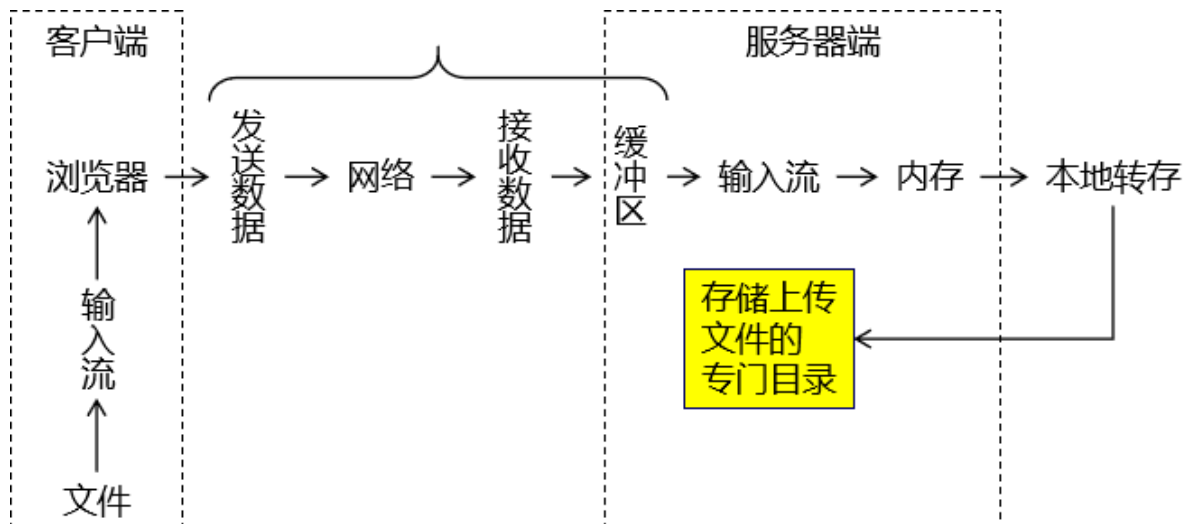 客户端
服务器端
浏览器
发送数据
网络
接收数据
缓冲区
输入流
内存
本地转存
输入流
文件
存储上传
文件的
专门目录